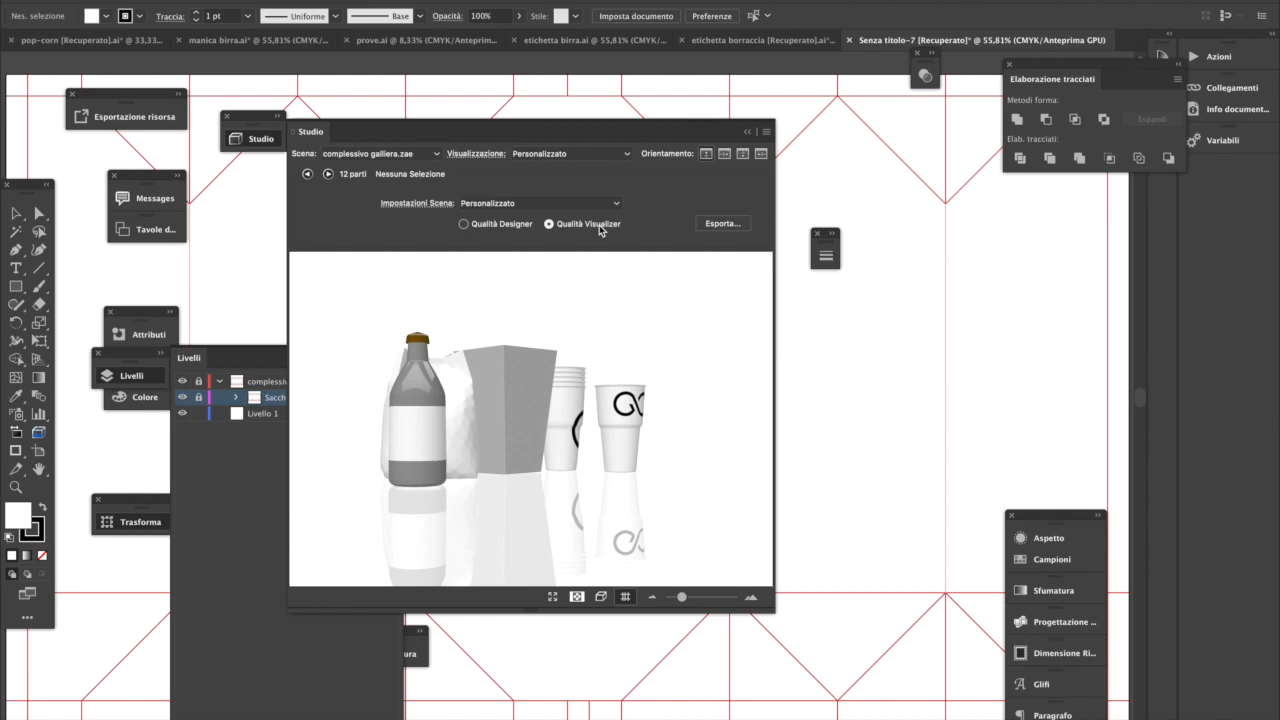 Nes. selezione Traccia: 1 pt Uniforme Base Opacità: 100% Stile: Imposta documento Preferenze
pop-corn [Recuperato].ai* @ 33,33... manica birra.ai* @ 55,81% (CMYK/... prove.ai @ 8,33% (CMYK/Anteprim... etichetta birra.ai @ 55,81% (CMYK/... etichetta borraccia [Recuperato].ai*... Senza titolo-7 [Recuperato]* @ 55,81% (CMYK/Anteprima GPU)
Esportazione risorsa
Studio
Messages
Tavole d...
Attributi
Livelli
Colore
Trasforma
Livelli
complessiv
Sacch
Livello 1
Studio
Scena: complessivo galliera.zae Visualizzazione: Personalizzato Orientamento:
12 parti Nessuna Selezione
Impostazioni Scena: Personalizzato
Qualità Designer Qualità Visualizer Esporta...
GO
ura
Elaborazione tracciati
Metodi forma:
Espandi
Elab. tracciati:
Azioni
Collegamenti
Info document...
Variabili
Aspetto
Campioni
Sfumatura
Progettazione ...
Dimensione Ri...
Glifi
Paragrafo